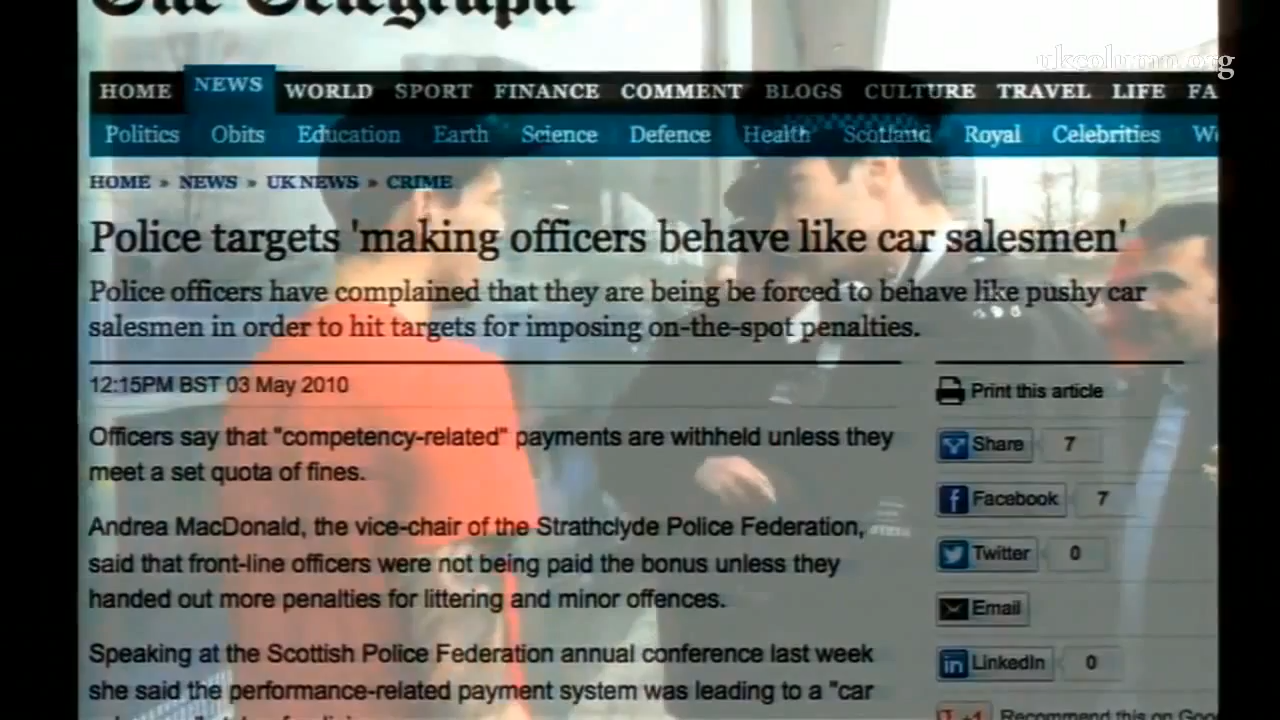 The Telegraph
ukcolumn.org
HOME NEWS WORLD SPORT FINANCE COMMENT BLOGS CULTURE TRAVEL LIFE FA
Politics Obits Education Earth Science Defence Health Scotland Royal Celebrities We
HOME » NEWS » UK NEWS » CRIME
Police targets 'making officers behave like car salesmen'
Police officers have complained that they are being be forced to behave like pushy car
salesmen in order to hit targets for imposing on-the-spot penalties.
12:15PM BST 03 May 2010
Officers say that "competency-related" payments are withheld unless they
meet a set quota of fines.
Andrea MacDonald, the vice-chair of the Strathclyde Police Federation,
said that front-line officers were not being paid the bonus unless they
handed out more penalties for littering and minor offences.
Speaking at the Scottish Police Federation annual conference last week
she said the performance-related payment system was leading to a "car
Print this article
Share 7
Facebook 7
Twitter 0
Email
LinkedIn 0
+1 Recommend this on Goo